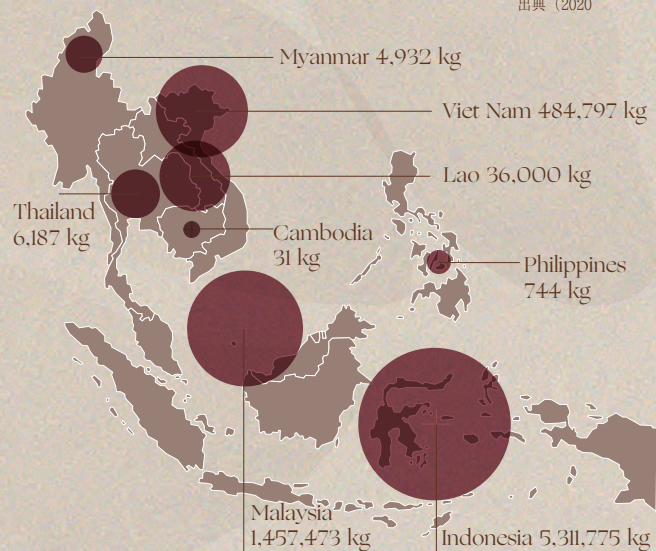 出典（2020
Myanmar 4,932 kg
Viet Nam 484,797 kg
Lao 36,000 kg
Thailand
6,187 kg
Cambodia
31 kg
Philippines
744 kg
Malaysia
1,457,473 kg
Indonesia 5,311,775 kg